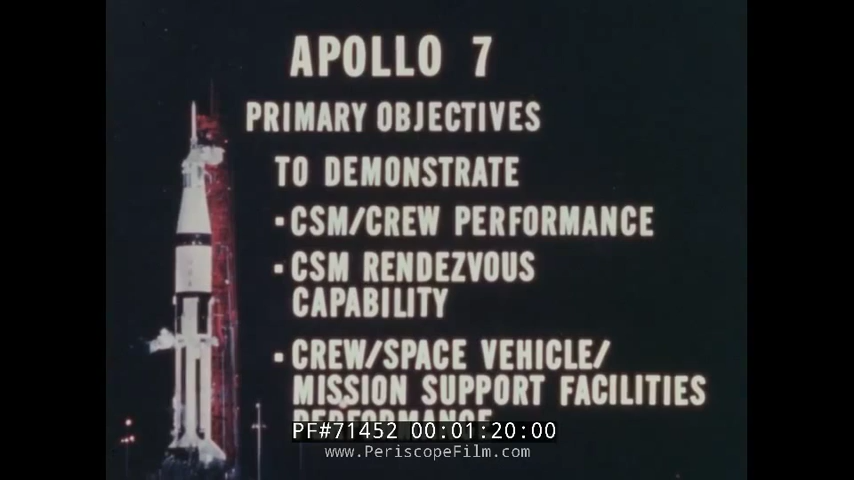 APOLLO 7
PRIMARY OBJECTIVES
TO DEMONSTRATE
▪CSM/CREW PERFORMANCE
▪CSM RENDEZVOUS
CAPABILITY
▪CREW/SPACE VEHICLE/
MISSION SUPPORT FACILITIES
PERFORMANCE
PF#71452 00:01:20:00
www.PeriscopeFilm.com